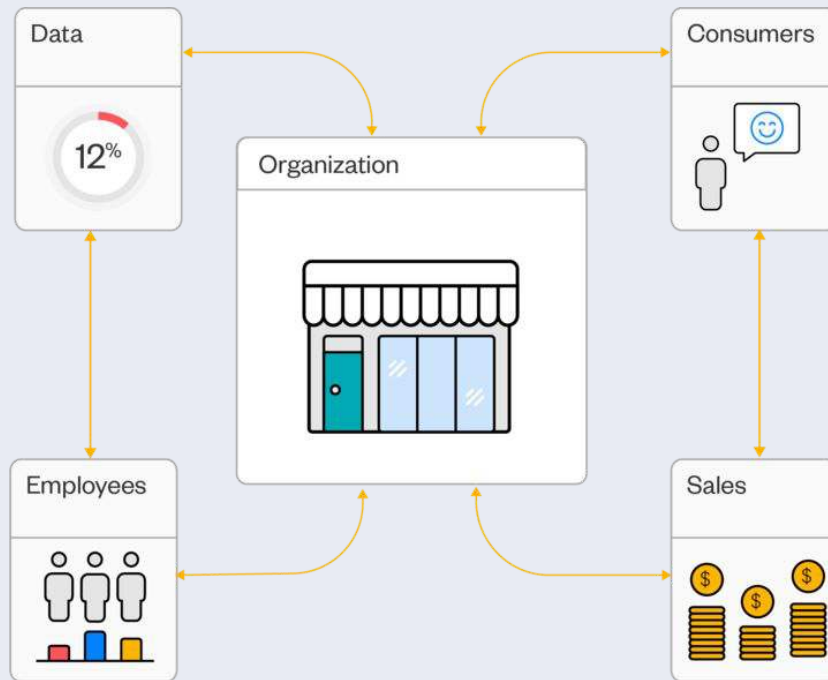 Data
12%
Consumers
Organization
Employees
Sales
$ $ $